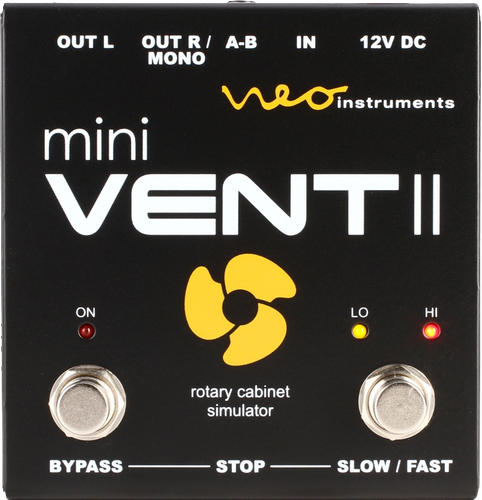 OUT L OUT R / MONO A-B IN 12V DC
neo instruments
mini
VENT II
ON LO HI
rotary cabinet
simulator
BYPASS STOP SLOW / FAST